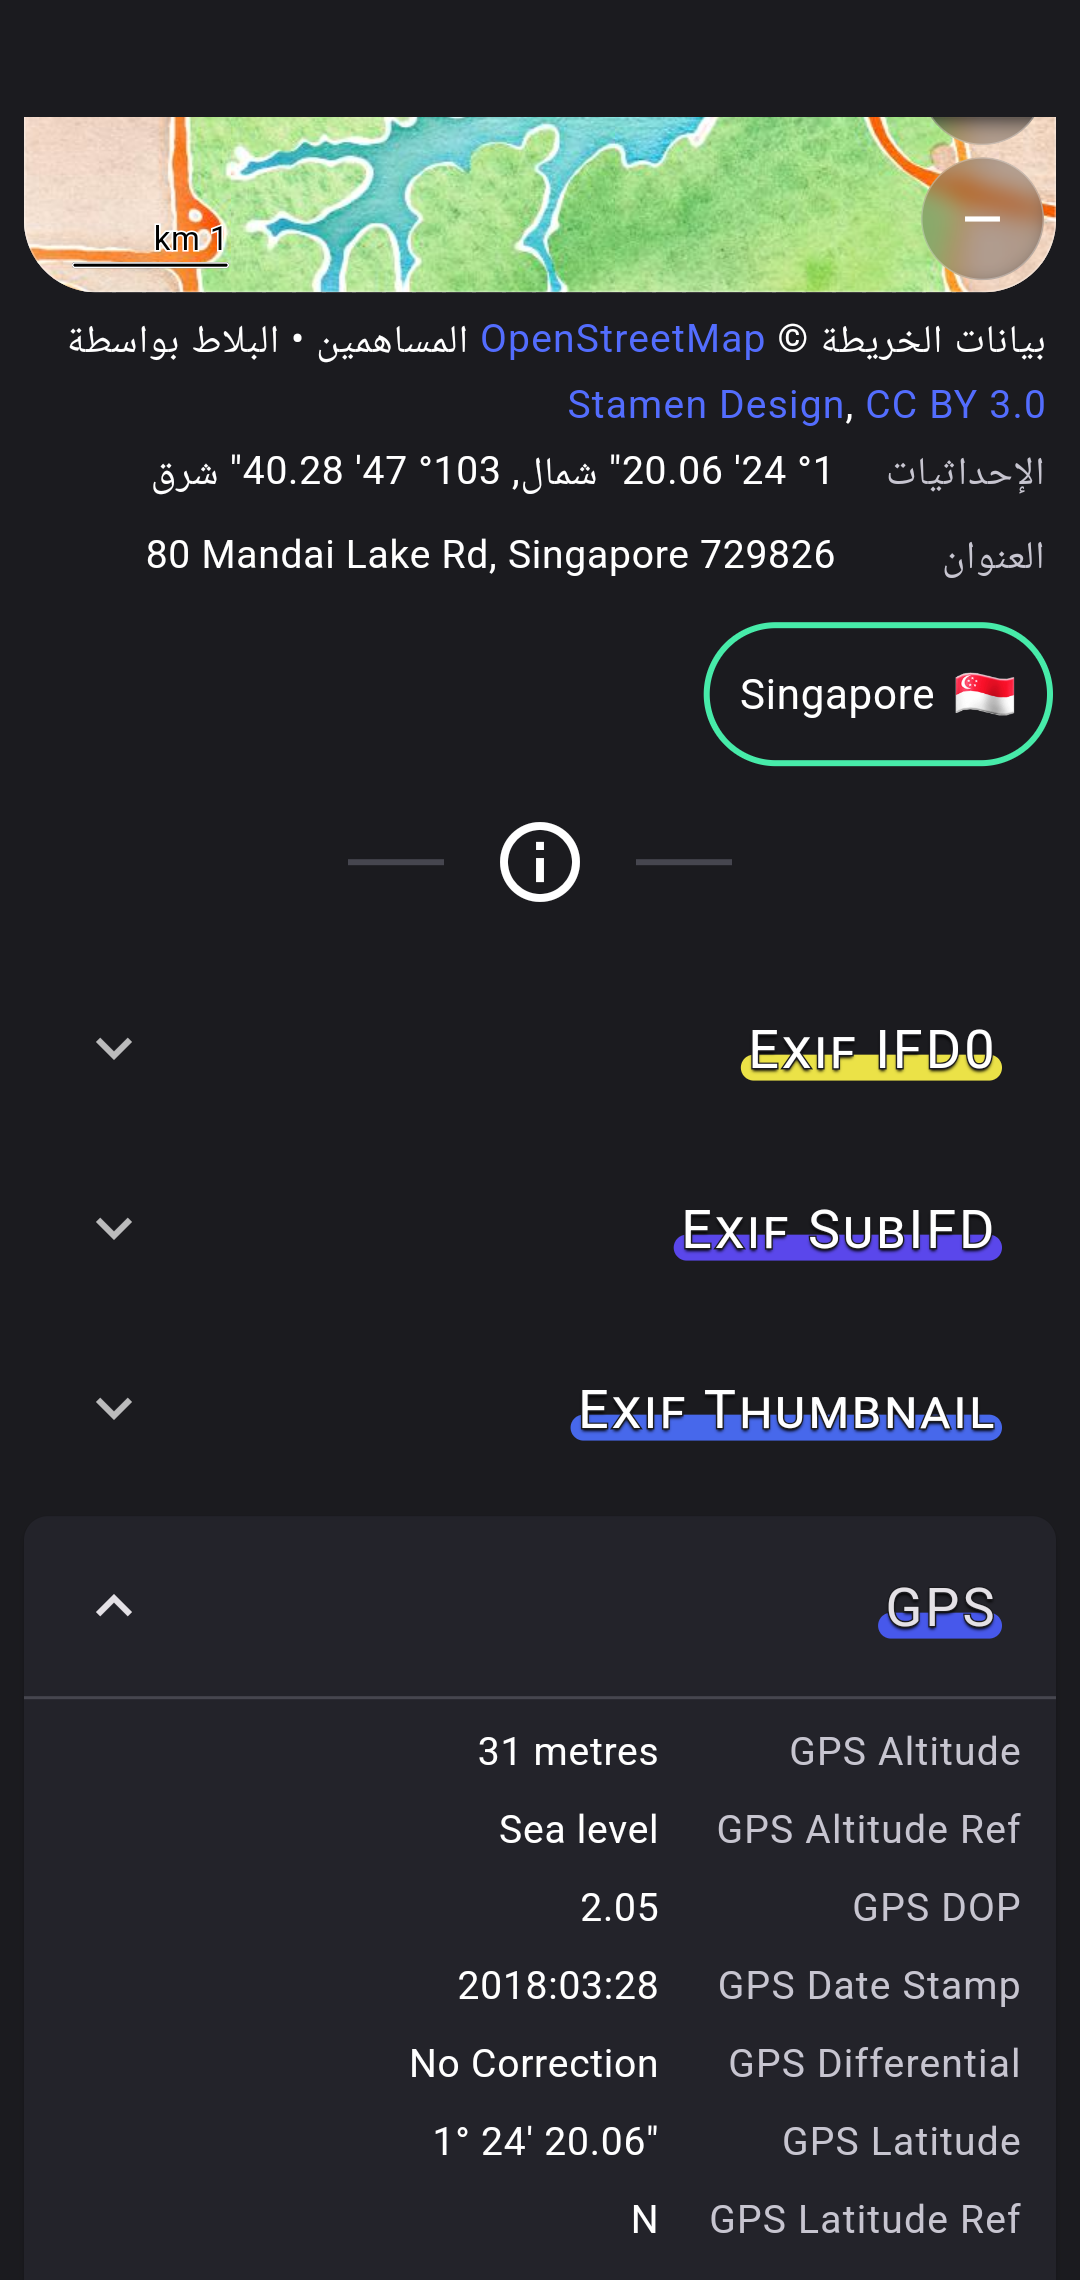 1 km
بيانات الخريطة © OpenStreetMap المساهمين • البلاط بواسطة
Stamen Design, CC BY 3.0
الإحداثيات 1° 24' 20.06" شمال, 103° 47' 40.28" شرق
العنوان 80 Mandai Lake Rd, Singapore 729826
🇸🇬 Singapore
Exif IFD0
Exif SubIFD
Exif Thumbnail
GPS
GPS Altitude 31 metres
GPS Altitude Ref Sea level
GPS DOP 2.05
GPS Date Stamp 2018:03:28
GPS Differential No Correction
GPS Latitude 1° 24' 20.06"
GPS Latitude Ref N